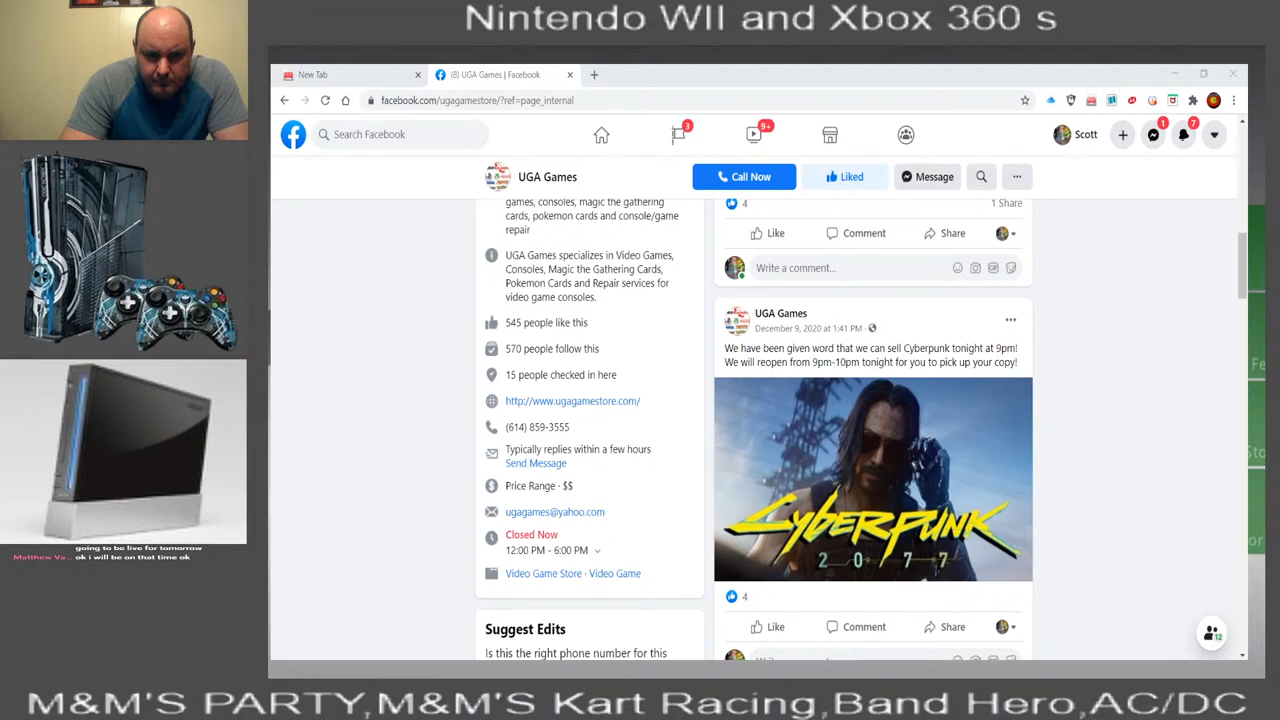 Nintendo WII and Xbox 360 s
New Tab
(8) UGA Games | Facebook
facebook.com/ugagamestore/?ref=page_internal
Search Facebook
3
9+
Scott
1
7
UGA Games
Call Now
Liked
Message
games, consoles, magic the gathering
cards, pokemon cards and console/game
repair
UGA Games specializes in Video Games,
Consoles, Magic the Gathering Cards,
Pokemon Cards and Repair services for
video game consoles.
545 people like this
570 people follow this
15 people checked in here
http://www.ugagamestore.com/
(614) 859-3555
Typically replies within a few hours
Send Message
Price Range · $$
ugagames@yahoo.com
Closed Now
12:00 PM - 6:00 PM
Video Game Store · Video Game
Suggest Edits
Is this the right phone number for this
4
1 Share
Like
Comment
Share
Write a comment...
GIF
UGA Games
December 9, 2020 at 1:41 PM ·
We have been given word that we can sell Cyberpunk tonight at 9pm!
We will reopen from 9pm-10pm tonight for you to pick up your copy!
CYBERPUNK
2077
4
Like
Comment
Share
12
going to be live for tomorrow
Matthew Va... ok i will be on that time ok
M&M'S PARTY,M&M'S Kart Racing,Band Hero,AC/DC